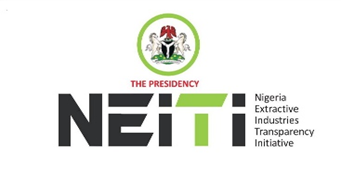 THE PRESIDENCY
NEITI
Nigeria
Extractive
Industries
Transparency
Initiative